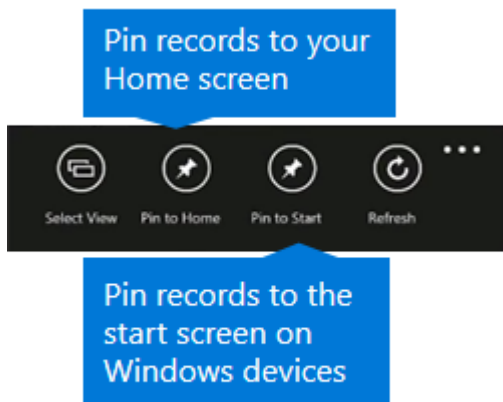 Pin records to your
Home screen
Select View Pin to Home Pin to Start Refresh
Pin records to the
start screen on
Windows devices